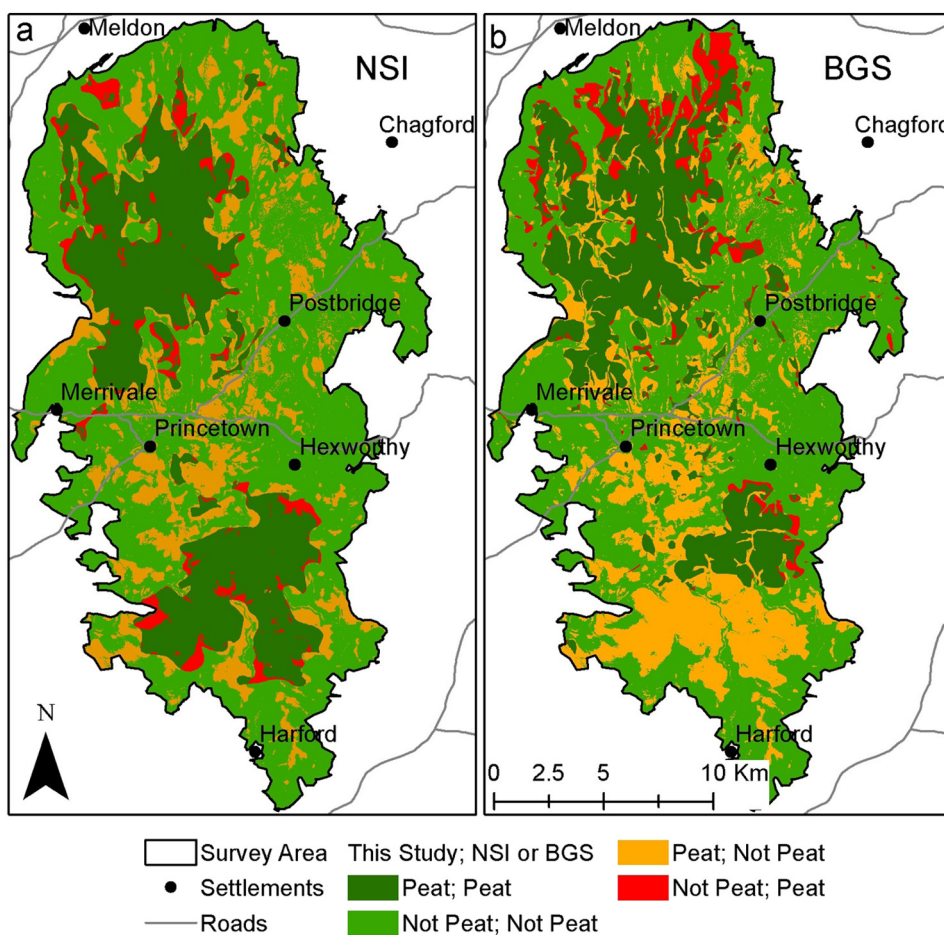 a
Meldon
NSI
Chagford
Postbridge
Merrivale
Princetown
Hexworthy
N
Harford
b
Meldon
BGS
Chagford
Postbridge
Merrivale
Princetown
Hexworthy
Harford
0 2.5 5 10 Km
Survey Area
Settlements
Roads
This Study; NSI or BGS
Peat; Peat
Not Peat; Not Peat
Peat; Not Peat
Not Peat; Peat